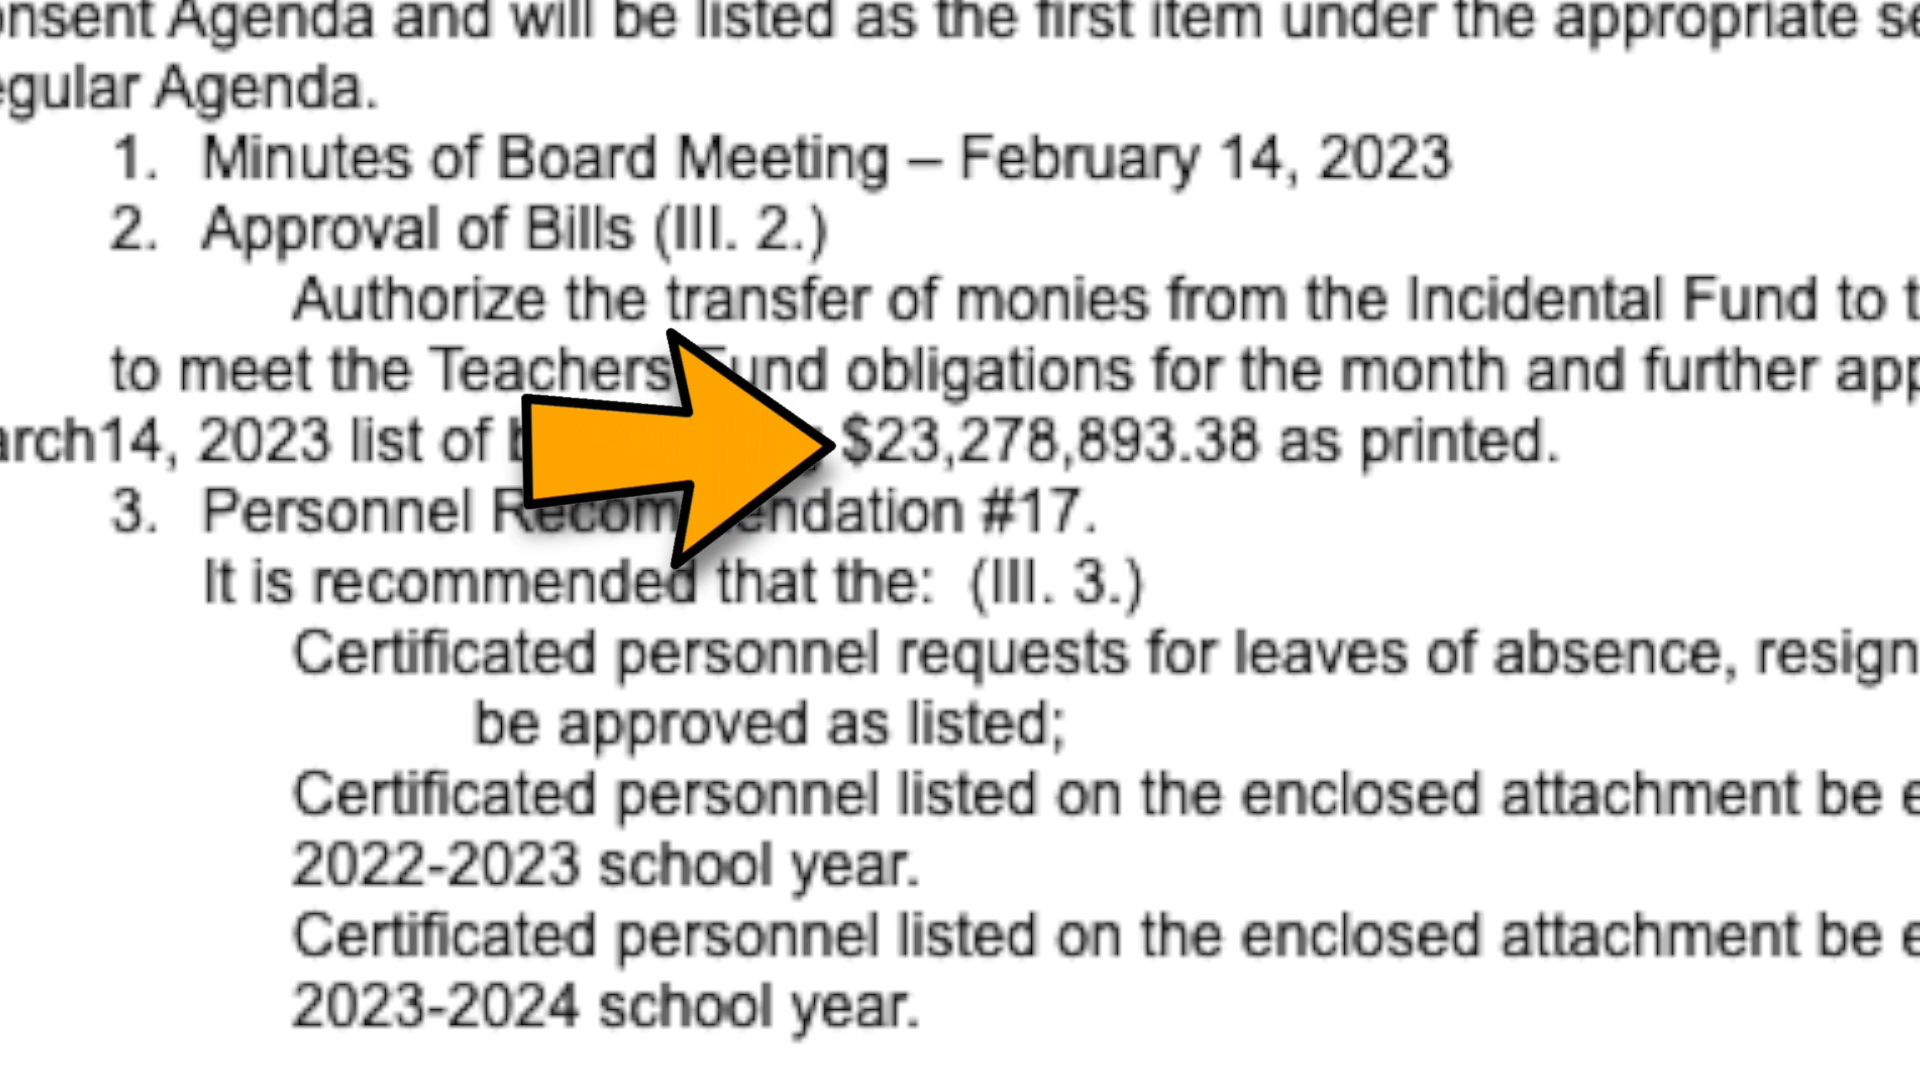 onsent Agenda and will be listed as the first item under the appropriate
egular Agenda.
1. Minutes of Board Meeting – February 14, 2023
2. Approval of Bills (III. 2.)
Authorize the transfer of monies from the Incidental Fund to
to meet the Teachers Fund obligations for the month and further
arch14, 2023 list of $23,278,893.38 as printed.
3. Personnel Recommendation #17.
It is recommended that the: (III. 3.)
Certificated personnel requests for leaves of absence, resign
be approved as listed;
Certificated personnel listed on the enclosed attachment be
2022-2023 school year.
Certificated personnel listed on the enclosed attachment be
2023-2024 school year.